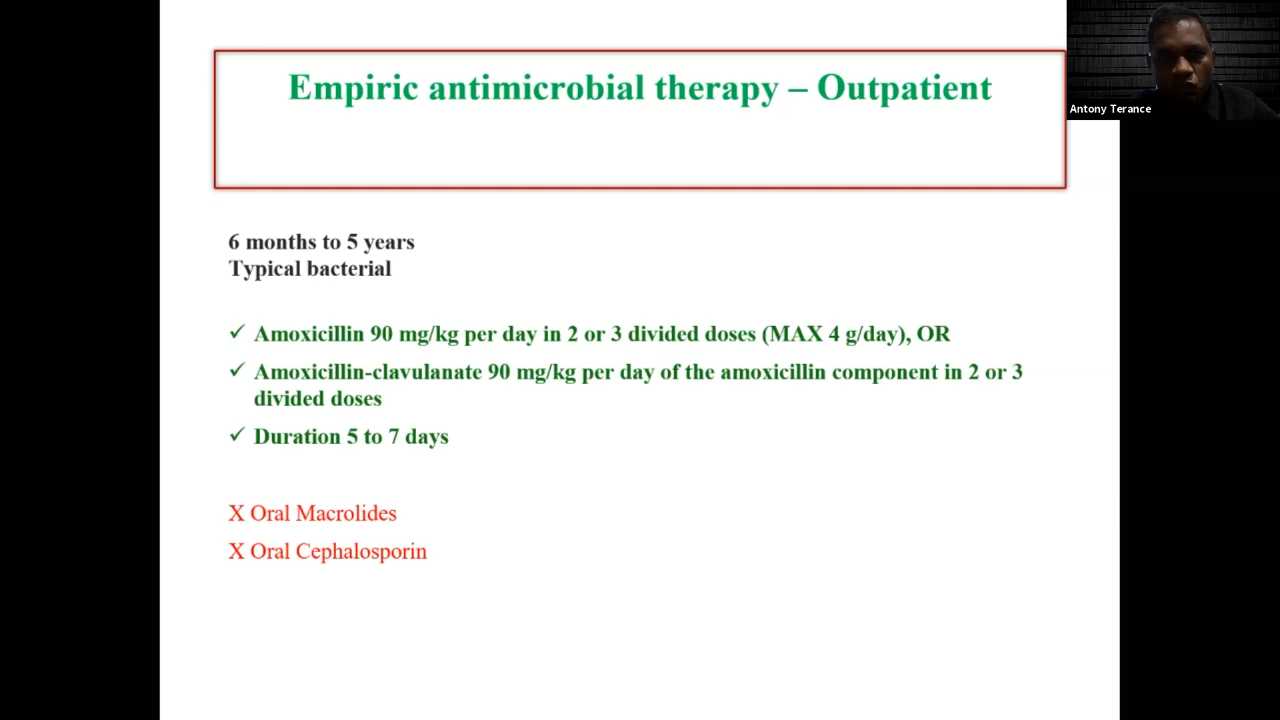 Empiric antimicrobial therapy – Outpatient
Antony Terance
6 months to 5 years
Typical bacterial
✓ Amoxicillin 90 mg/kg per day in 2 or 3 divided doses (MAX 4 g/day), OR
✓ Amoxicillin-clavulanate 90 mg/kg per day of the amoxicillin component in 2 or 3
divided doses
✓ Duration 5 to 7 days
X Oral Macrolides
X Oral Cephalosporin